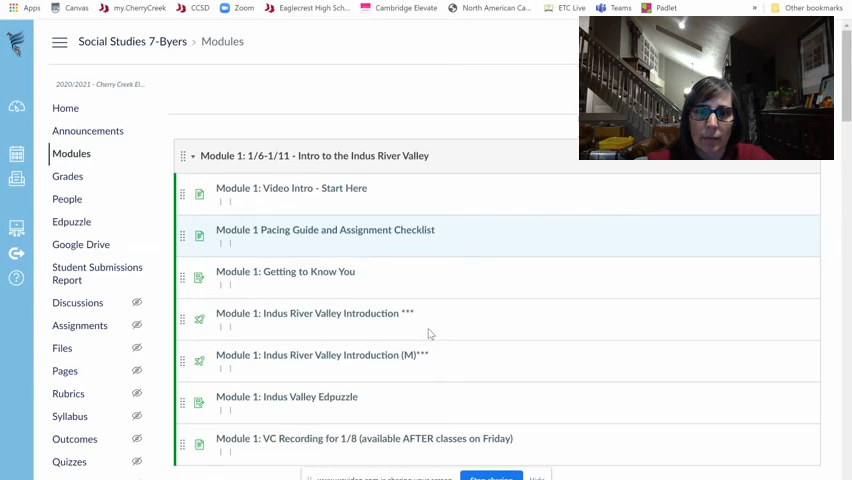 Apps Canvas my.CherryCreek CCSD Zoom Eaglecrest High Sch... Cambridge Elevate North American Ca... ETC Live Teams Padlet » Other bookmarks
Social Studies 7-Byers › Modules
2020/2021 - Cherry Creek El...
Home
Announcements
Modules
Grades
People
Edpuzzle
Google Drive
Student Submissions
Report
Discussions
Assignments
Files
Pages
Rubrics
Syllabus
Outcomes
Quizzes
Module 1: 1/6-1/11 - Intro to the Indus River Valley
Module 1: Video Intro - Start Here
Module 1 Pacing Guide and Assignment Checklist
Module 1: Getting to Know You
Module 1: Indus River Valley Introduction ***
Module 1: Indus River Valley Introduction (M)***
Module 1: Indus Valley Edpuzzle
Module 1: VC Recording for 1/8 (available AFTER classes on Friday)
is sharing your screen. Stop sharing Hide